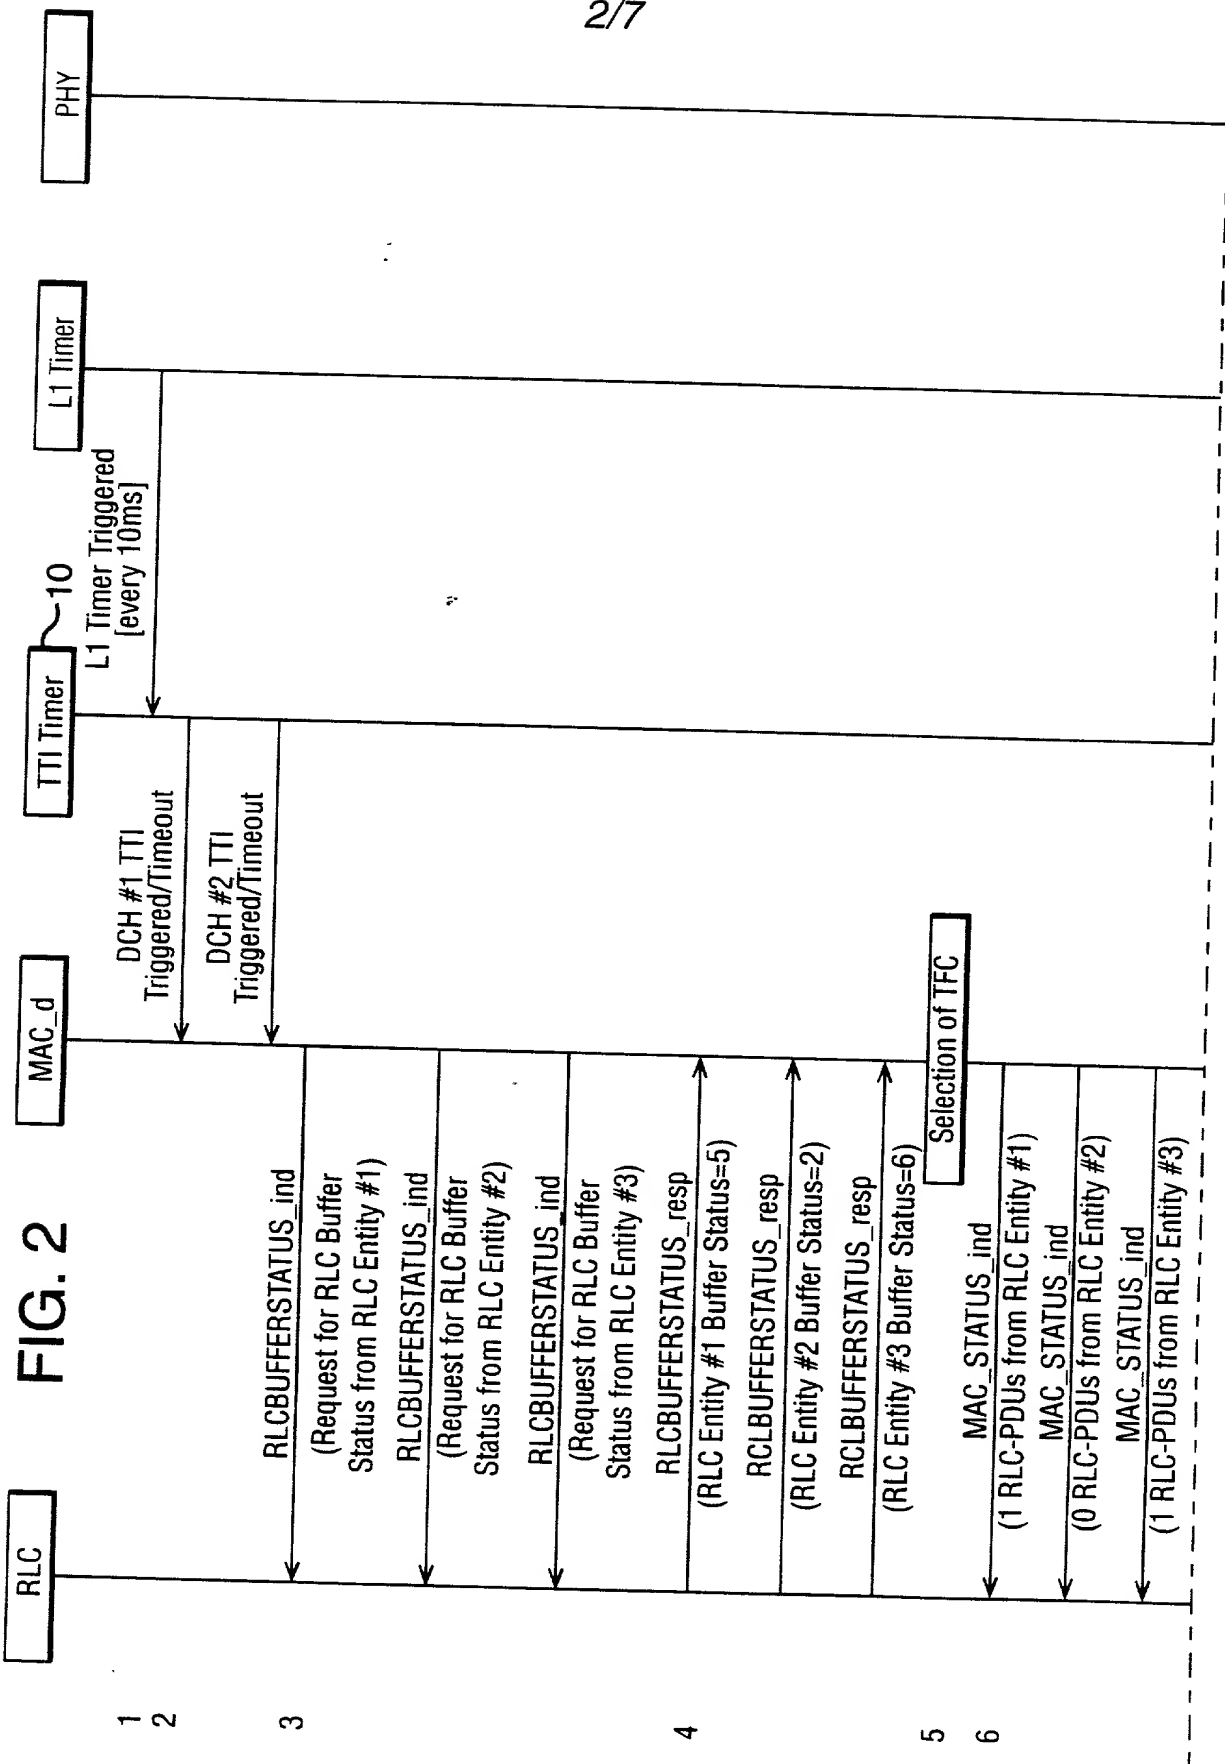 2/7
FIG. 2
RLC
MAC_d
TTI Timer
10
L1 Timer
PHY
1
L1 Timer Triggered
[every 10ms]
2
DCH #1 TTI
Triggered/Timeout
DCH #2 TTI
Triggered/Timeout
3
RLCBUFFERSTATUS_ind
(Request for RLC Buffer
Status from RLC Entity #1)
RLCBUFFERSTATUS_ind
(Request for RLC Buffer
Status from RLC Entity #2)
RLCBUFFERSTATUS_ind
(Request for RLC Buffer
Status from RLC Entity #3)
4
RLCBUFFERSTATUS_resp
(RLC Entity #1 Buffer Status=5)
RCLBUFFERSTATUS_resp
(RLC Entity #2 Buffer Status=2)
RCLBUFFERSTATUS_resp
(RLC Entity #3 Buffer Status=6)
5
Selection of TFC
6
MAC_STATUS_ind
(1 RLC-PDUs from RLC Entity #1)
MAC_STATUS_ind
(0 RLC-PDUs from RLC Entity #2)
MAC_STATUS_ind
(1 RLC-PDUs from RLC Entity #3)